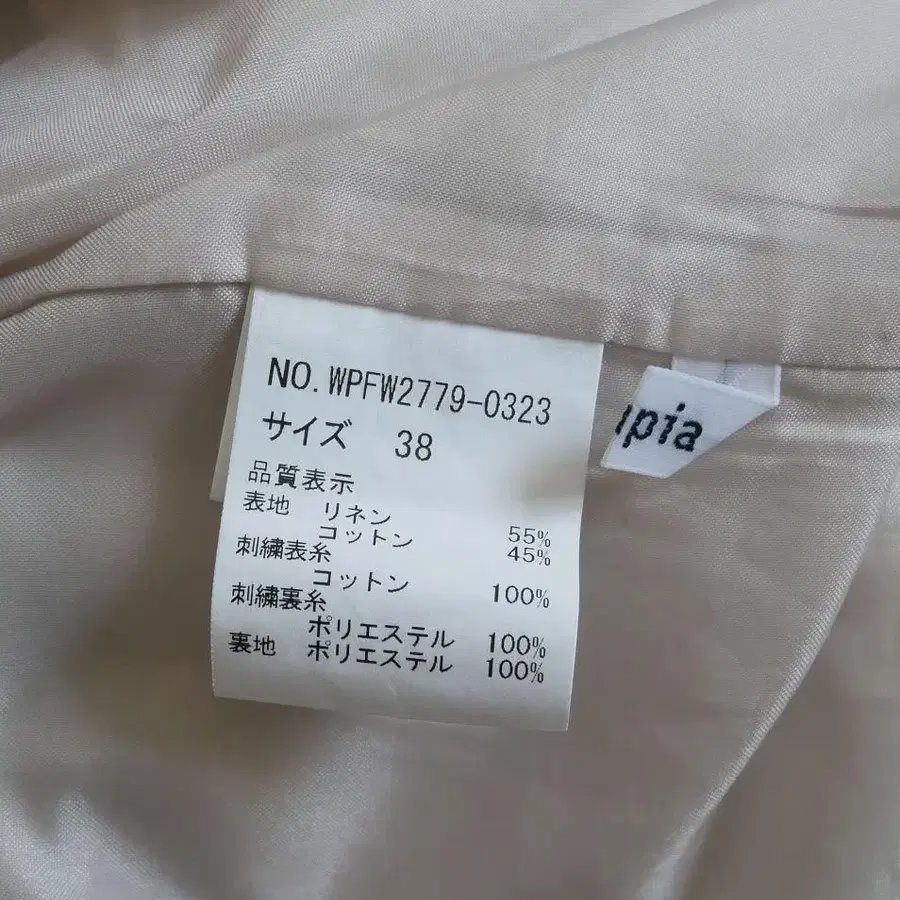 NO.WPFW2779-0323
サイズ 38
品質表示
表地 リネン 55%
コットン 45%
刺繍表糸
コットン 100%
刺繍裏糸
ポリエステル 100%
裏地 ポリエステル 100%
pia